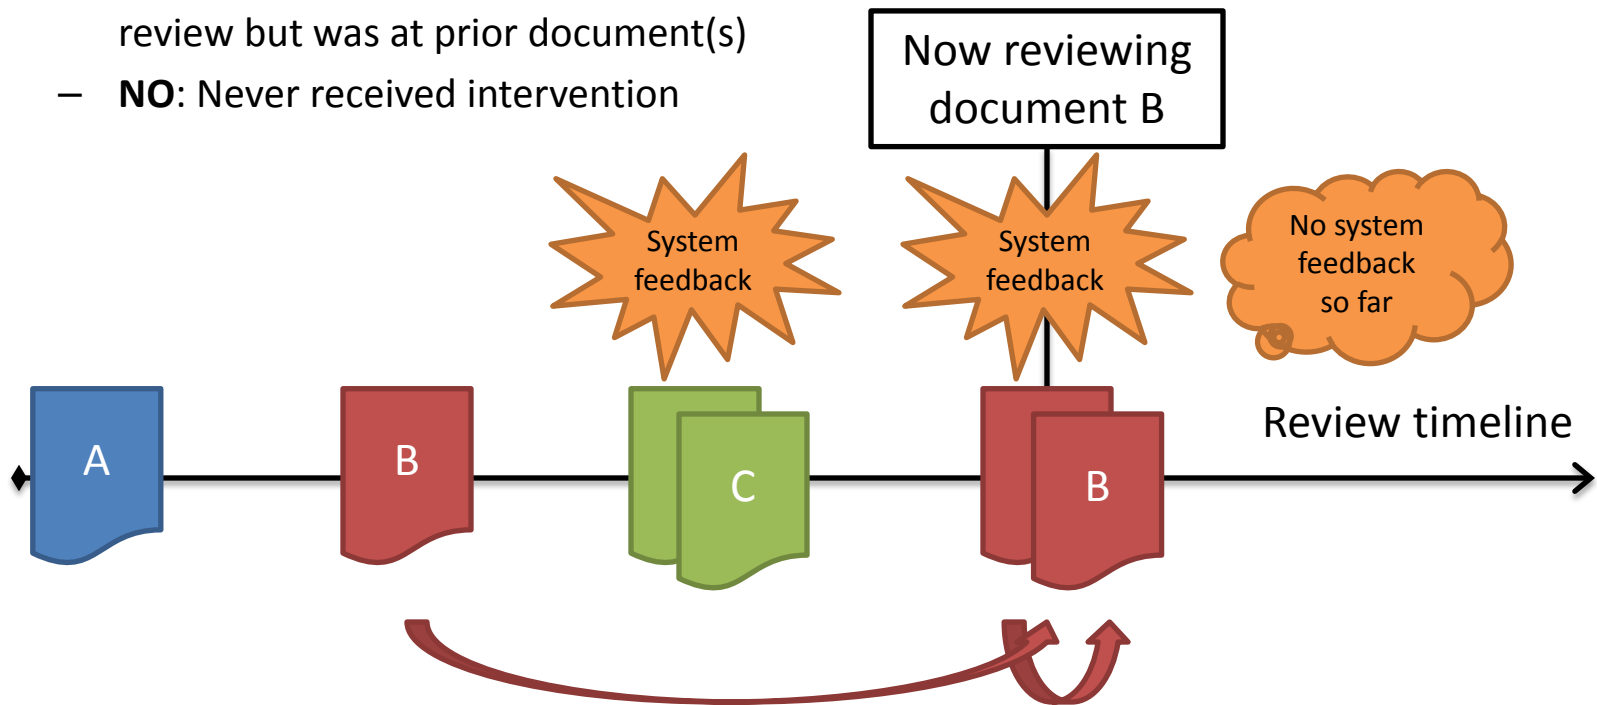 review but was at prior document(s)
– NO: Never received intervention
Now reviewing
document B
System
feedback
System
feedback
No system
feedback
so far
Review timeline
A
B
C
B